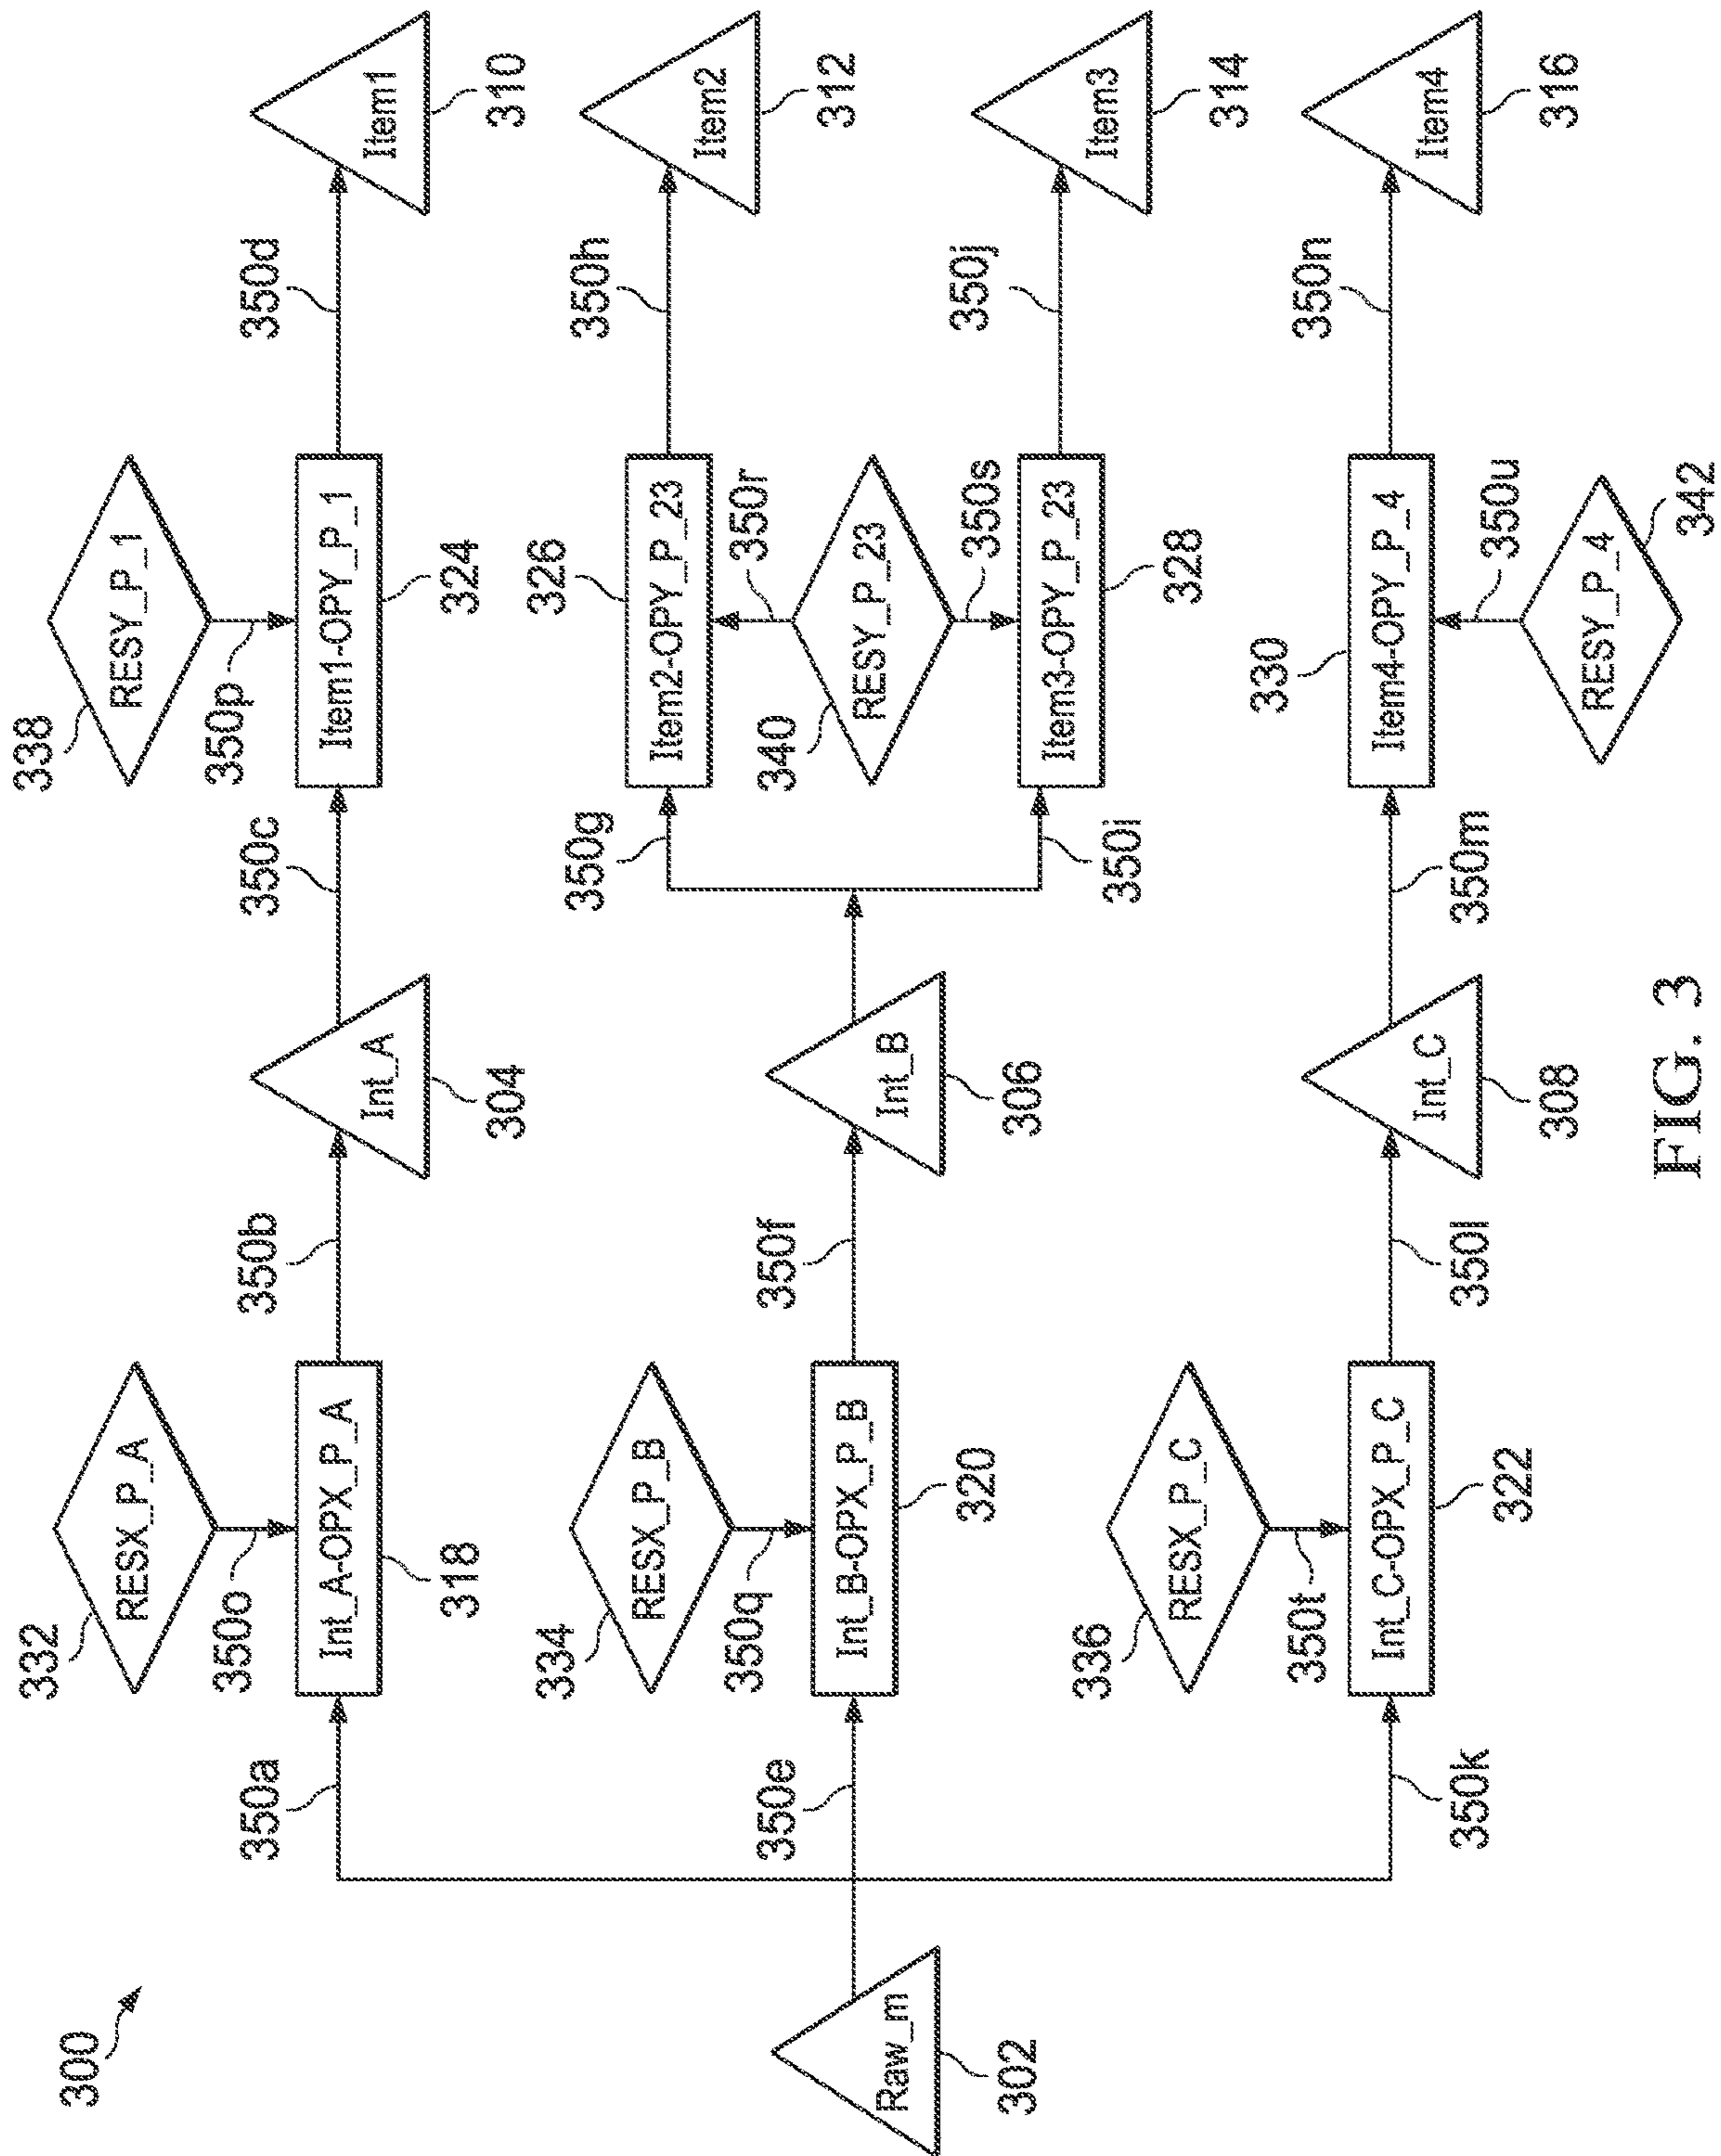 300
332
RESX_P_A
350o
338
RESY_P_1
350p
350a
Int_A-OPX_P_A
318
350b
Int_A
304
350c
Item1-OPY_P_1
324
350d
Item1
310
334
RESX_P_B
350q
Raw_m
302
350e
Int_B-OPX_P_B
320
350f
Int_B
306
350g
326
Item2-OPY_P_23
350h
Item2
312
350r
340
RESY_P_23
350s
350i
Item3-OPY_P_23
328
350j
Item3
314
336
RESX_P_C
350t
350k
Int_C-OPX_P_C
322
350l
Int_C
308
350m
330
Item4-OPY_P_4
350n
Item4
316
350u
RESY_P_4
342
FIG. 3